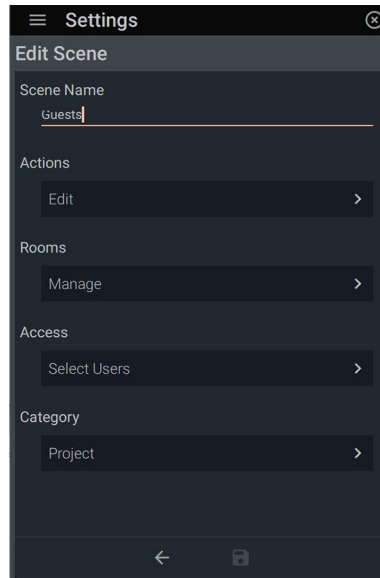 Settings
Edit Scene
Scene Name
Guests
Actions
Edit
Rooms
Manage
Access
Select Users
Category
Project